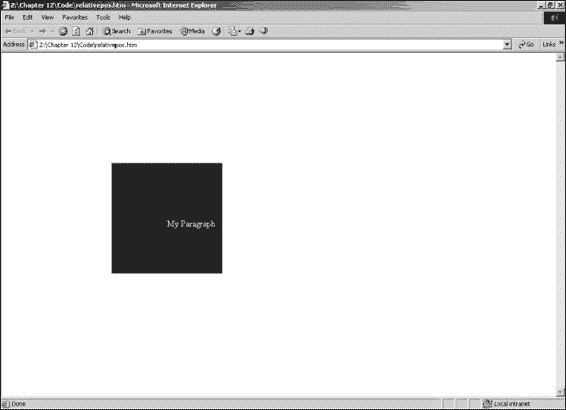 Z:\Chapter 12\Code\relativepos.htm - Microsoft Internet Explorer
File Edit View Favorites Tools Help
Back Search Favorites Media
Address Z:\Chapter 12\Code\relativepos.htm Go Links »
My Paragraph
Done Local intranet